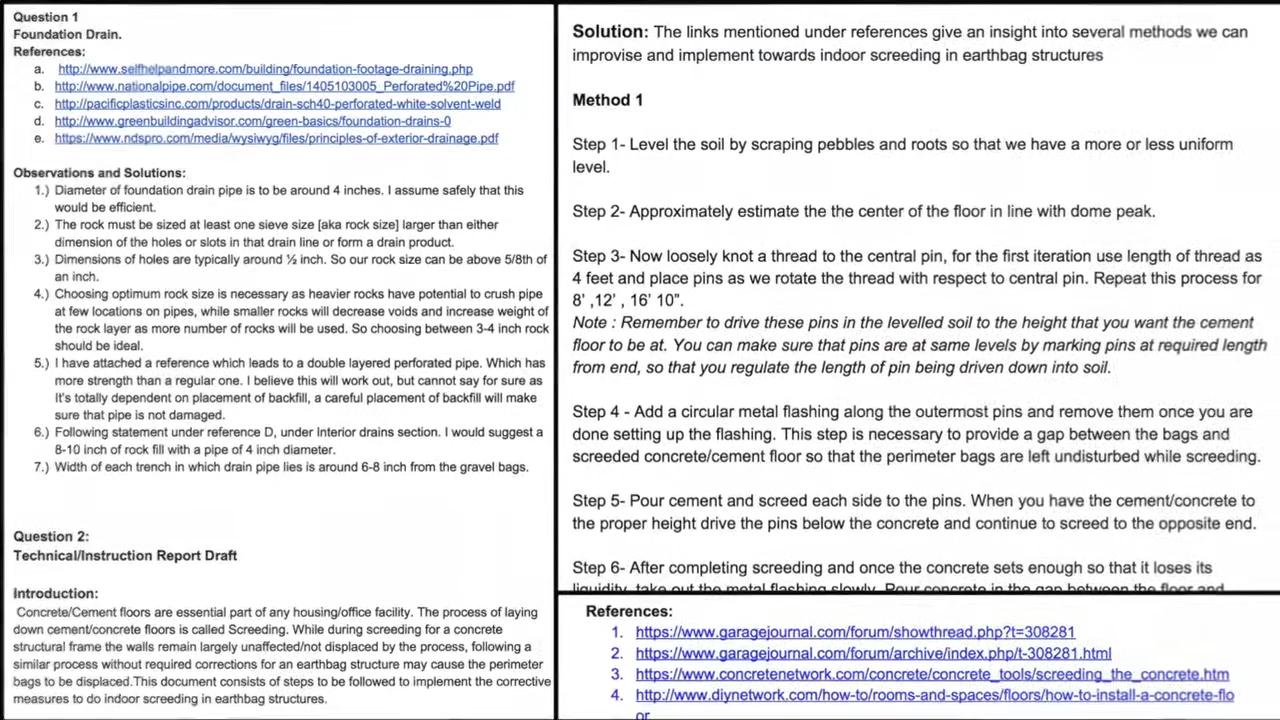 Question 1
Foundation Drain.
References:
a. http://www.selfhelpandmore.com/building/foundation-footage-draining.php
b. http://www.nationalpipe.com/document_files/1405103005_Perforated%20Pipe.pdf
c. http://pacificplasticsinc.com/products/drain-sch40-perforated-white-solvent-weld
d. http://www.greenbuildingadvisor.com/green-basics/foundation-drains-0
e. https://www.ndspro.com/media/wysiwyg/files/principles-of-exterior-drainage.pdf
Observations and Solutions:
1.) Diameter of foundation drain pipe is to be around 4 inches. I assume safely that this
would be efficient.
2.) The rock must be sized at least one sieve size [aka rock size] larger than either
dimension of the holes or slots in that drain line or form a drain product.
3.) Dimensions of holes are typically around ½ inch. So our rock size can be above 5/8th of
an inch.
4.) Choosing optimum rock size is necessary as heavier rocks have potential to crush pipe
at few locations on pipes, while smaller rocks will decrease voids and increase weight of
the rock layer as more number of rocks will be used. So choosing between 3-4 inch rock
should be ideal.
5.) I have attached a reference which leads to a double layered perforated pipe. Which has
more strength than a regular one. I believe this will work out, but cannot say for sure as
It's totally dependent on placement of backfill, a careful placement of backfill will make
sure that pipe is not damaged.
6.) Following statement under reference D, under Interior drains section. I would suggest a
8-10 inch of rock fill with a pipe of 4 inch diameter.
7.) Width of each trench in which drain pipe lies is around 6-8 inch from the gravel bags.
Question 2:
Technical/Instruction Report Draft
Introduction:
Concrete/Cement floors are essential part of any housing/office facility. The process of laying
down cement/concrete floors is called Screeding. While during screeding for a concrete
structural frame the walls remain largely unaffected/not displaced by the process, following a
similar process without required corrections for an earthbag structure may cause the perimeter
bags to be displaced.This document consists of steps to be followed to implement the corrective
measures to do indoor screeding in earthbag structures.
Solution: The links mentioned under references give an insight into several methods we can
improvise and implement towards indoor screeding in earthbag structures
Method 1
Step 1- Level the soil by scraping pebbles and roots so that we have a more or less uniform
level.
Step 2- Approximately estimate the the center of the floor in line with dome peak.
Step 3- Now loosely knot a thread to the central pin, for the first iteration use length of thread as
4 feet and place pins as we rotate the thread with respect to central pin. Repeat this process for
8' ,12' , 16' 10".
Note : Remember to drive these pins in the levelled soil to the height that you want the cement
floor to be at. You can make sure that pins are at same levels by marking pins at required length
from end, so that you regulate the length of pin being driven down into soil.
Step 4 - Add a circular metal flashing along the outermost pins and remove them once you are
done setting up the flashing. This step is necessary to provide a gap between the bags and
screeded concrete/cement floor so that the perimeter bags are left undisturbed while screeding.
Step 5- Pour cement and screed each side to the pins. When you have the cement/concrete to
the proper height drive the pins below the concrete and continue to screed to the opposite end.
Step 6- After completing screeding and once the concrete sets enough so that it loses its
liquidity, take out the metal flashing slowly. Pour concrete in the gap between the floor and
References:
1. https://www.garagejournal.com/forum/showthread.php?t=308281
2. https://www.garagejournal.com/forum/archive/index.php/t-308281.html
3. https://www.concretenetwork.com/concrete/concrete_tools/screeding_the_concrete.htm
4. http://www.diynetwork.com/how-to/rooms-and-spaces/floors/how-to-install-a-concrete-flo
or